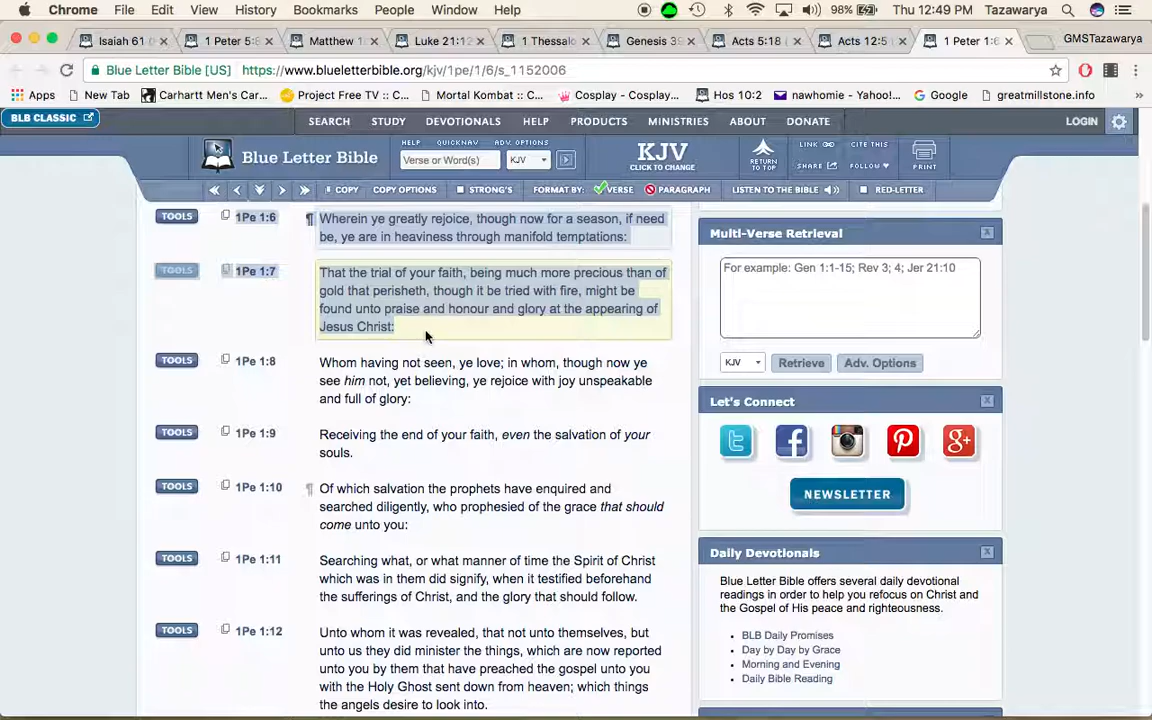 Chrome File Edit View History Bookmarks People Window Help 98% Thu 12:49 PM Tazawarya
Isaiah 61 1 Peter 5:8 Matthew 1 Luke 21:12 1 Thessalo Genesis 39 Acts 5:18 Acts 12:5 1 Peter 1:6 GMSTazawarya
Blue Letter Bible [US] https://www.blueletterbible.org/kjv/1pe/1/6/s_1152006
Apps New Tab Carhartt Men's Car... Project Free TV :: C... Mortal Kombat :: C... Cosplay - Cosplay... Hos 10:2 nawhomie - Yahoo!... Google greatmillstone.info »
BLB CLASSIC
SEARCH STUDY DEVOTIONALS HELP PRODUCTS MINISTRIES ABOUT DONATE LOGIN
Blue Letter Bible
HELP QUICKNAV ADV. OPTIONS
Verse or Word(s) KJV
KJV
CLICK TO CHANGE
RETURN
TO TOP
LINK CITE THIS
SHARE FOLLOW
PRINT
COPY COPY OPTIONS STRONG'S FORMAT BY: VERSE PARAGRAPH LISTEN TO THE BIBLE RED-LETTER
TOOLS 1Pe 1:6 ¶ Wherein ye greatly rejoice, though now for a season, if need
be, ye are in heaviness through manifold temptations:
TOOLS 1Pe 1:7 That the trial of your faith, being much more precious than of
gold that perisheth, though it be tried with fire, might be
found unto praise and honour and glory at the appearing of
Jesus Christ:
TOOLS 1Pe 1:8 Whom having not seen, ye love; in whom, though now ye
see him not, yet believing, ye rejoice with joy unspeakable
and full of glory:
TOOLS 1Pe 1:9 Receiving the end of your faith, even the salvation of your
souls.
TOOLS 1Pe 1:10 ¶ Of which salvation the prophets have enquired and
searched diligently, who prophesied of the grace that should
come unto you:
TOOLS 1Pe 1:11 Searching what, or what manner of time the Spirit of Christ
which was in them did signify, when it testified beforehand
the sufferings of Christ, and the glory that should follow.
TOOLS 1Pe 1:12 Unto whom it was revealed, that not unto themselves, but
unto us they did minister the things, which are now reported
unto you by them that have preached the gospel unto you
with the Holy Ghost sent down from heaven; which things
the angels desire to look into.
Multi-Verse Retrieval
For example: Gen 1:1-15; Rev 3; 4; Jer 21:10
KJV Retrieve Adv. Options
Let's Connect
NEWSLETTER
Daily Devotionals
Blue Letter Bible offers several daily devotional
readings in order to help you refocus on Christ and
the Gospel of His peace and righteousness.
• BLB Daily Promises
• Day by Day by Grace
• Morning and Evening
• Daily Bible Reading